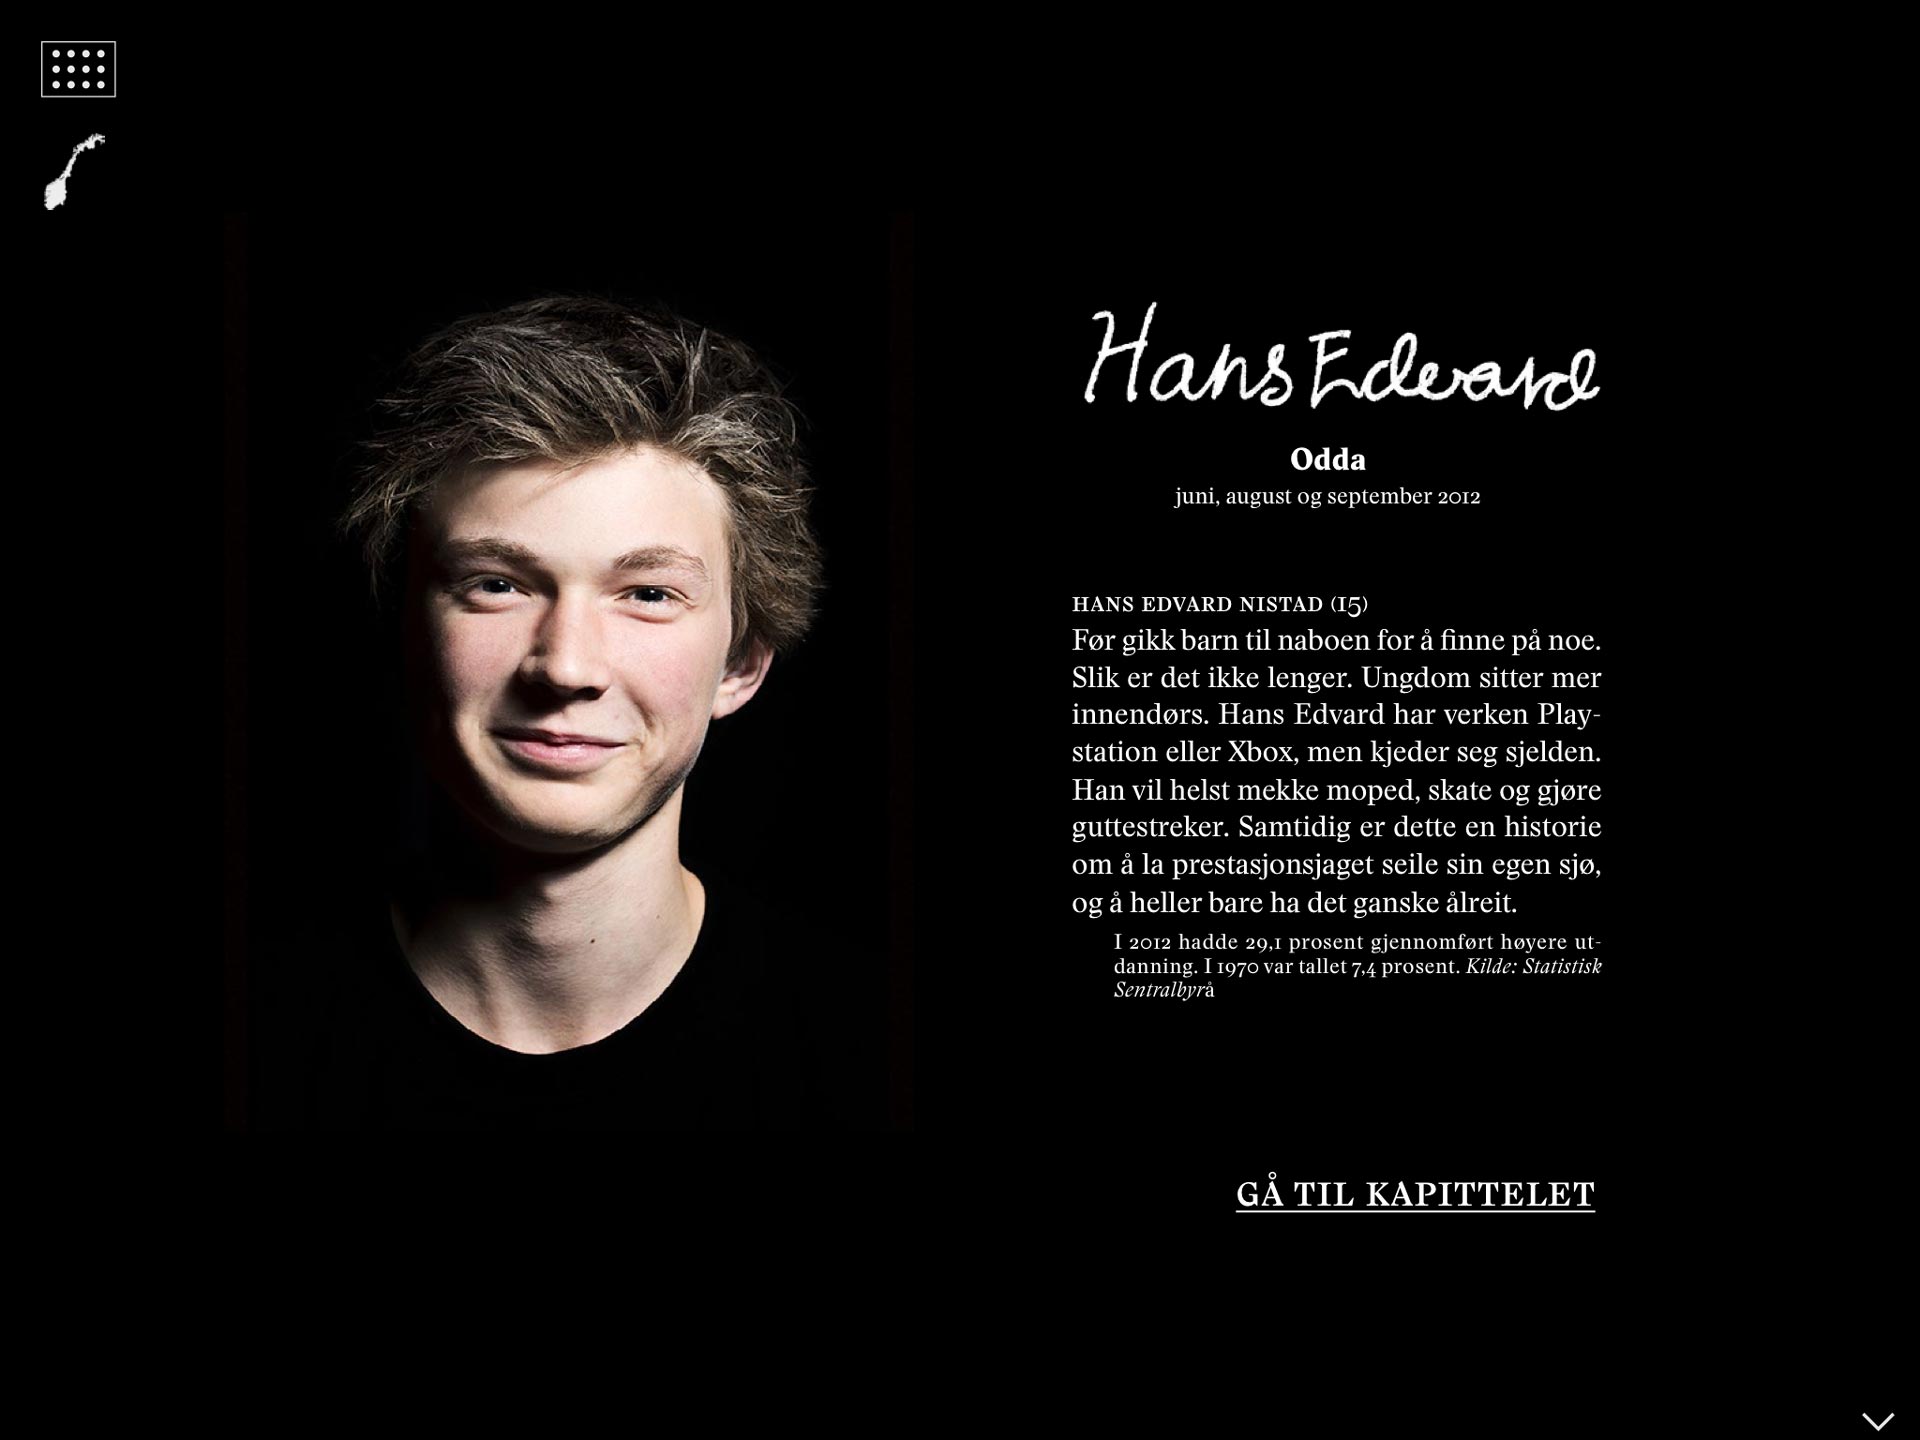 Hans Edvard
Odda
juni, august og september 2012
HANS EDVARD NISTAD (15)
Før gikk barn til naboen for å finne på noe.
Slik er det ikke lenger. Ungdom sitter mer
innendørs. Hans Edvard har verken Play-
station eller Xbox, men kjeder seg sjelden.
Han vil helst mekke moped, skate og gjøre
guttestreker. Samtidig er dette en historie
om å la prestasjonsjaget seile sin egen sjø,
og å heller bare ha det ganske ålreit.
I 2012 hadde 29,1 prosent gjennomført høyere ut-
danning. I 1970 var tallet 7,4 prosent. Kilde: Statistisk
Sentralbyrå
GÅ TIL KAPITTELET